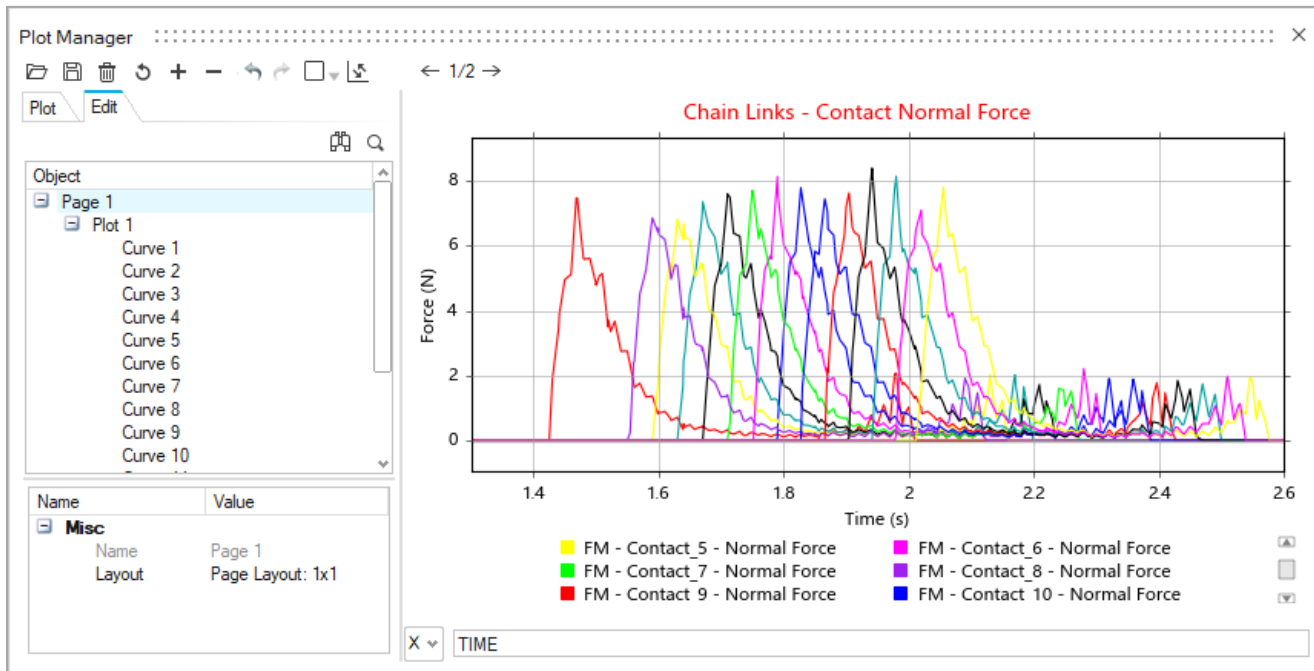 Plot Manager
1/2
Plot
Edit
Object
Page 1
Plot 1
Curve 1
Curve 2
Curve 3
Curve 4
Curve 5
Curve 6
Curve 7
Curve 8
Curve 9
Curve 10
Name Value
Misc
Name Page 1
Layout Page Layout: 1x1
Chain Links - Contact Normal Force
Force (N)
8
6
4
2
0
1.4 1.6 1.8 2 2.2 2.4 2.6
Time (s)
FM - Contact_5 - Normal Force FM - Contact_6 - Normal Force
FM - Contact_7 - Normal Force FM - Contact_8 - Normal Force
FM - Contact 9 - Normal Force FM - Contact 10 - Normal Force
X TIME